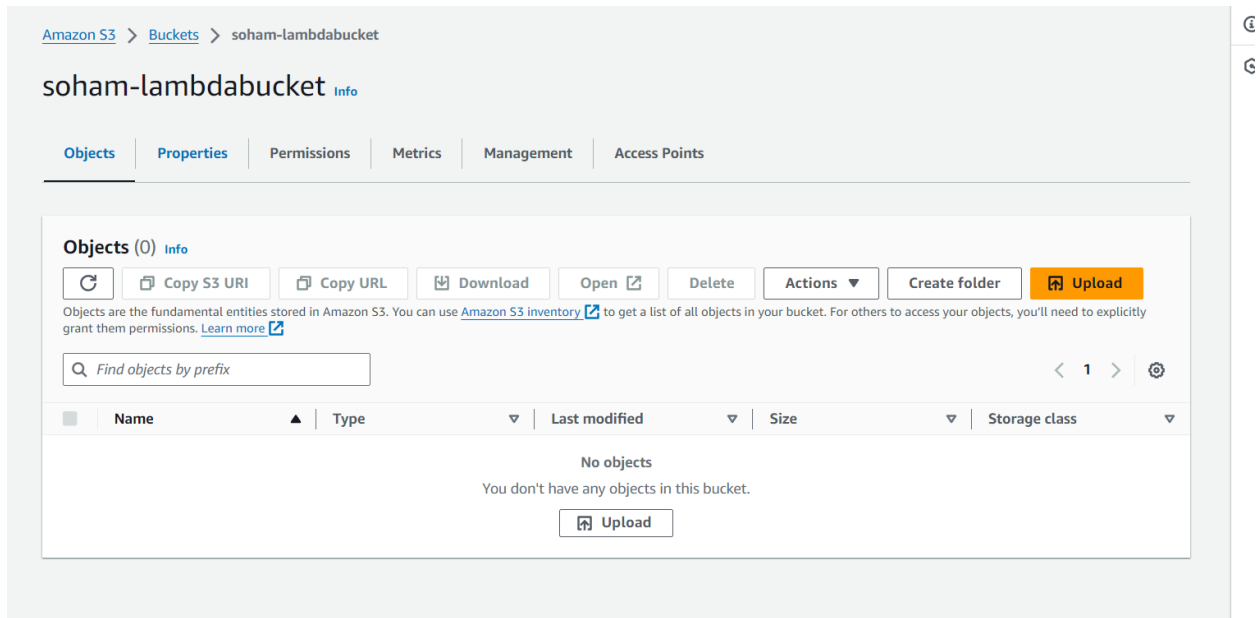 Amazon S3 > Buckets > soham-lambdabucket
soham-lambdabucket Info
Objects Properties Permissions Metrics Management Access Points
Objects (0) Info
Copy S3 URI Copy URL Download Open Delete Actions Create folder Upload
Objects are the fundamental entities stored in Amazon S3. You can use Amazon S3 inventory to get a list of all objects in your bucket. For others to access your objects, you'll need to explicitly
grant them permissions. Learn more
Find objects by prefix
< 1 >
Name Type Last modified Size Storage class
No objects
You don't have any objects in this bucket.
Upload